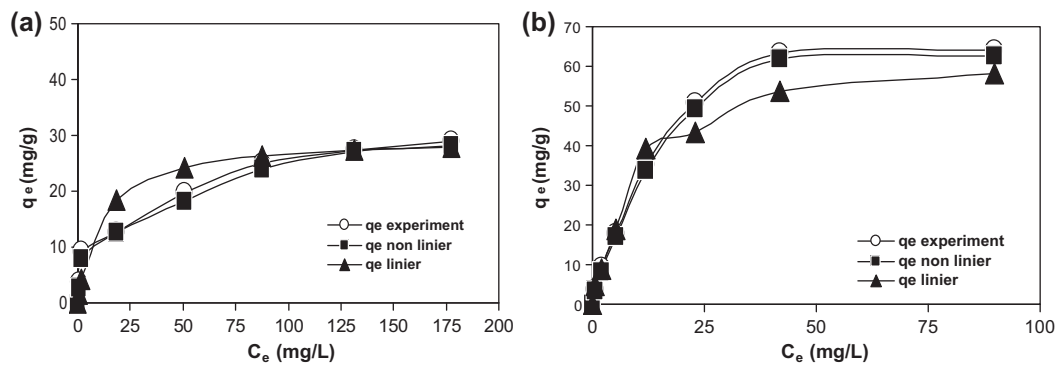 (a)
50
40
30
20
10
0
q e (mg/g)
0 25 50 75 100 125 150 175 200
Ce (mg/L)
qe experiment
qe non linier
qe linier
(b)
70
60
50
40
30
20
10
0
q e (mg/g)
0 25 50 75 100
Ce (mg/L)
qe experiment
qe non linier
qe linier